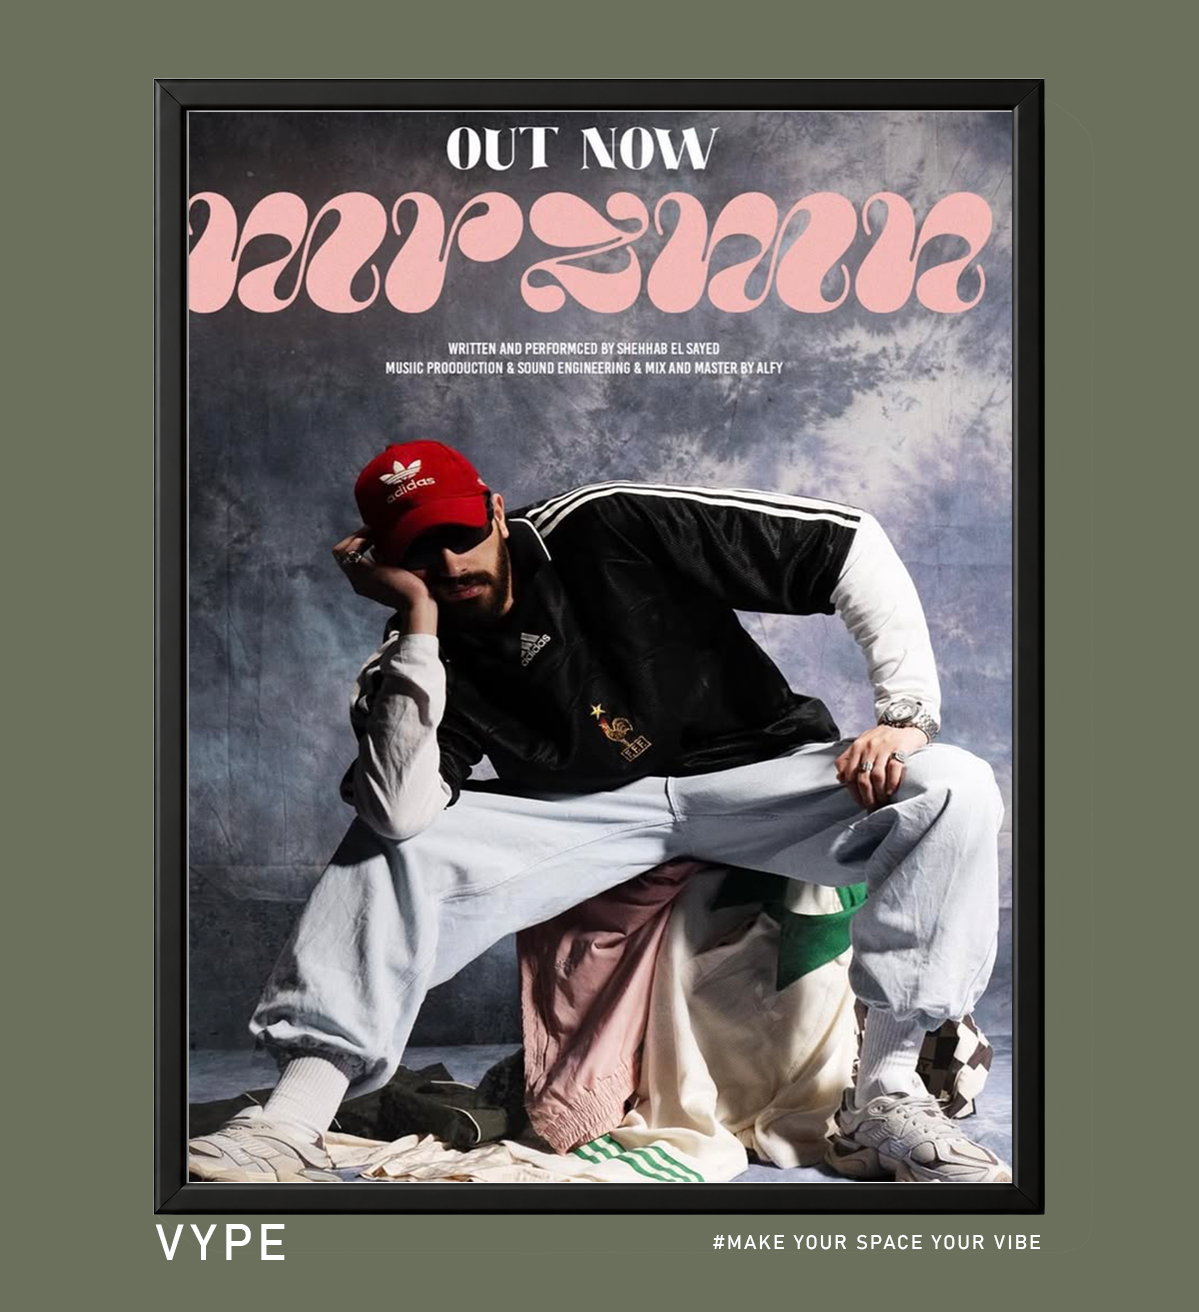 OUT NOW
mrzmn
WRITTEN AND PERFORMCED BY SHEHHAB EL SAYED
MUSIIC PROODUCTION & SOUND ENGINEERING & MIX AND MASTER BY ALFY
adidas
adidas
F.F.F.
VYPE
#MAKE YOUR SPACE YOUR VIBE